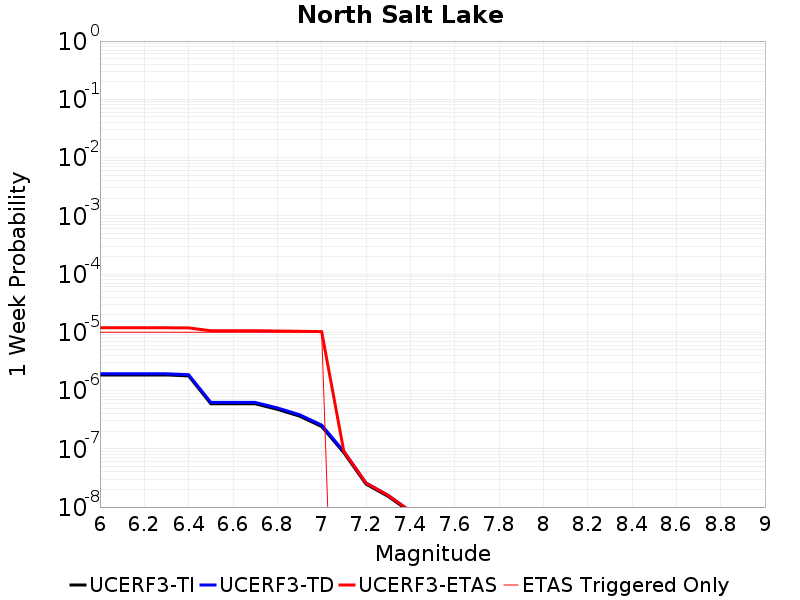 North Salt Lake
1 Week Probability
10^0
10^-1
10^-2
10^-3
10^-4
10^-5
10^-6
10^-7
10^-8
6 6.2 6.4 6.6 6.8 7 7.2 7.4 7.6 7.8 8 8.2 8.4 8.6 8.8 9
Magnitude
UCERF3-TI UCERF3-TD UCERF3-ETAS ETAS Triggered Only